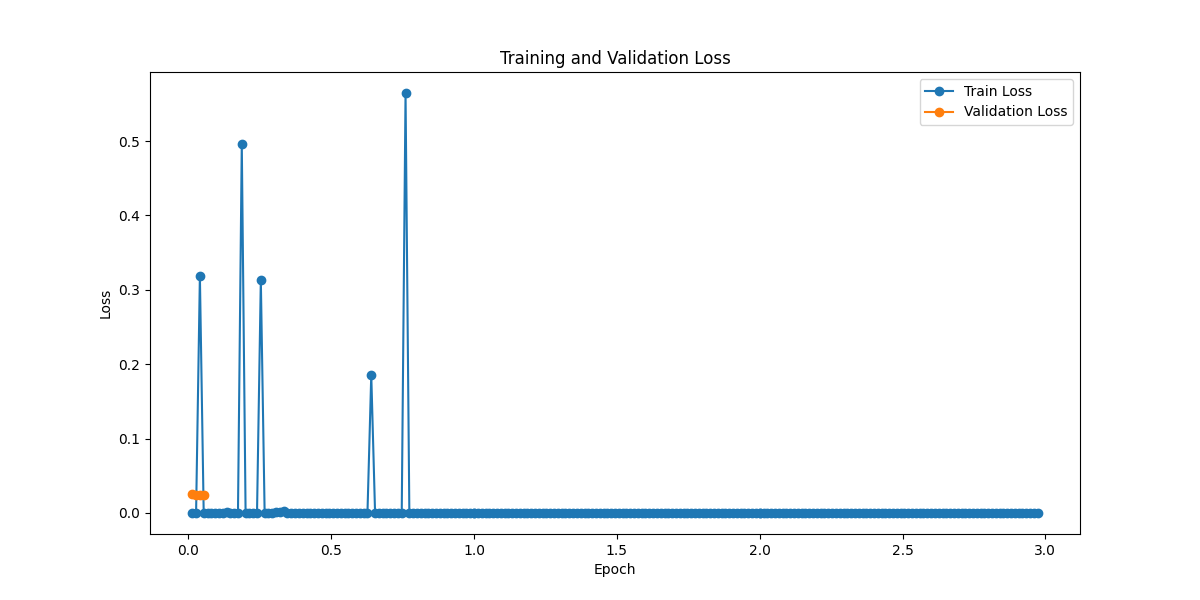 Training and Validation Loss
Train Loss
Validation Loss
Loss
0.5
0.4
0.3
0.2
0.1
0.0
0.0 0.5 1.0 1.5 2.0 2.5 3.0
Epoch